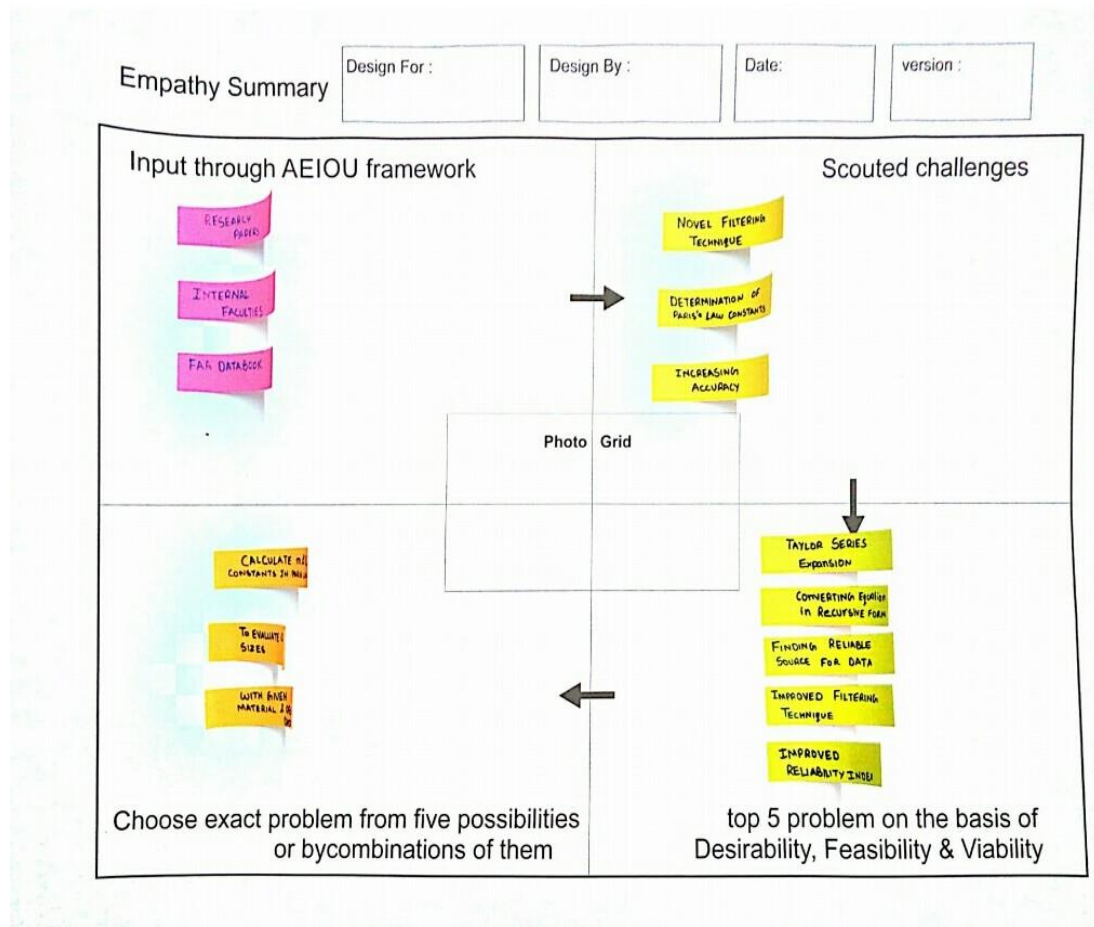 Empathy Summary
Design For :
Design By :
Date:
version :
Input through AEIOU framework
RESEARCH
PAPERS
INTERNAL
FACULTIES
FAR DATABOOK
Scouted challenges
NOVEL FILTERING
TECHNIQUE
DETERMINATION OF
PARIS'S LAW CONSTANTS
INCREASING
ACCURACY
Photo Grid
CALCULATE
CONSTANTS IN
TO EVALUATE
SIZES
WITH GIVEN
MATERIAL &
Choose exact problem from five possibilities
or bycombinations of them
TAYLOR SERIES
EXPANSION
CONVERTING Equation
IN RECURSIVE FORM
FINDING RELIABLE
SOURCE FOR DATA
IMPROVED FILTERING
TECHNIQUE
IMPROVED
RELIABILITY
top 5 problem on the basis of
Desirability, Feasibility & Viability